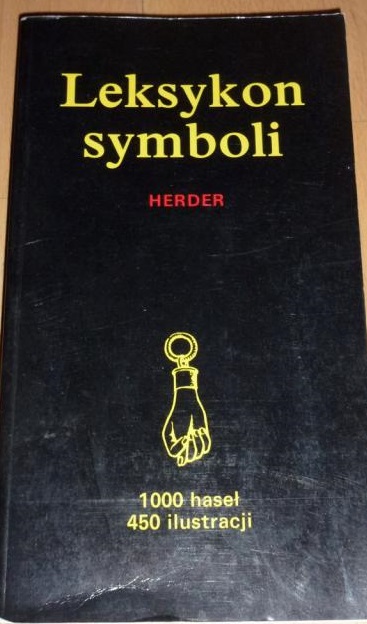 Leksykon
symboli
HERDER
1000 haseł
450 ilustracji